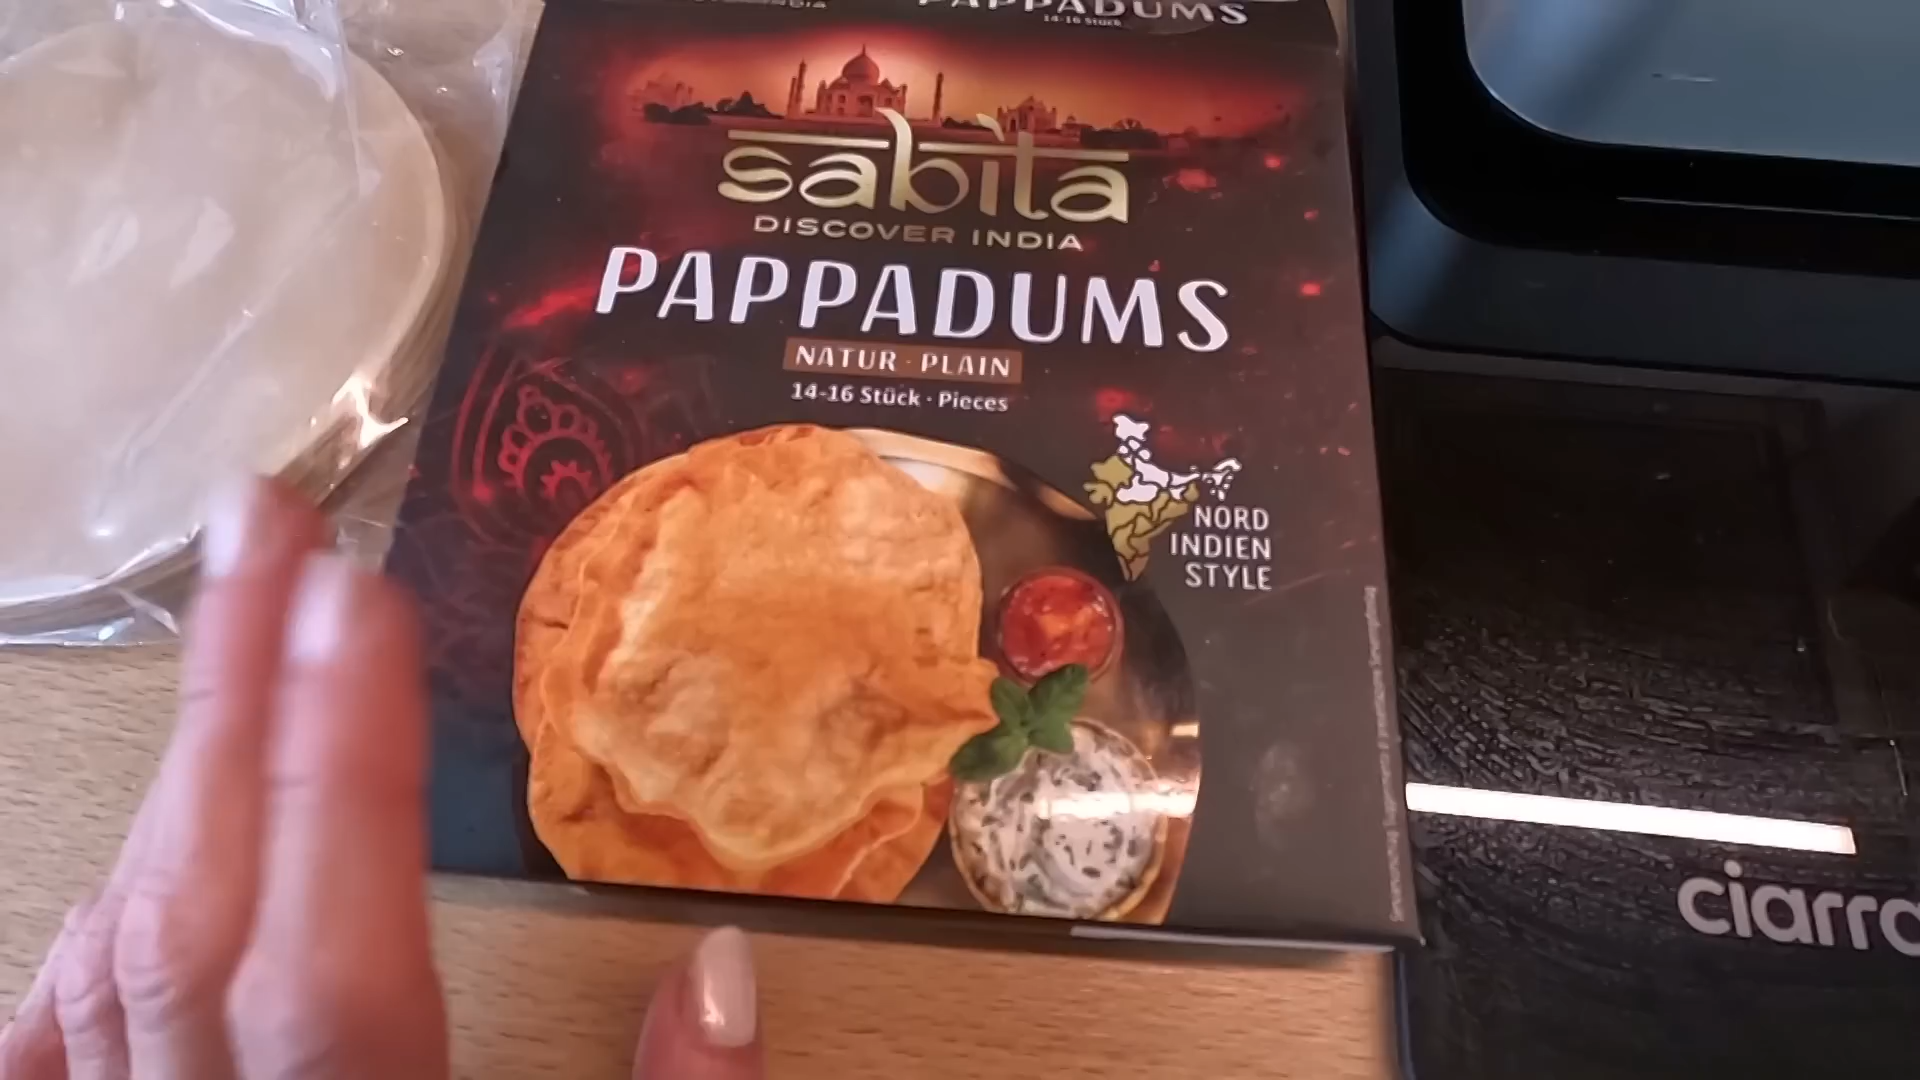 PAPPADUMS
14-16 Stück
sabita
DISCOVER INDIA
PAPPADUMS
NATUR · PLAIN
14-16 Stück · Pieces
NORD
INDIEN
STYLE
ciarra